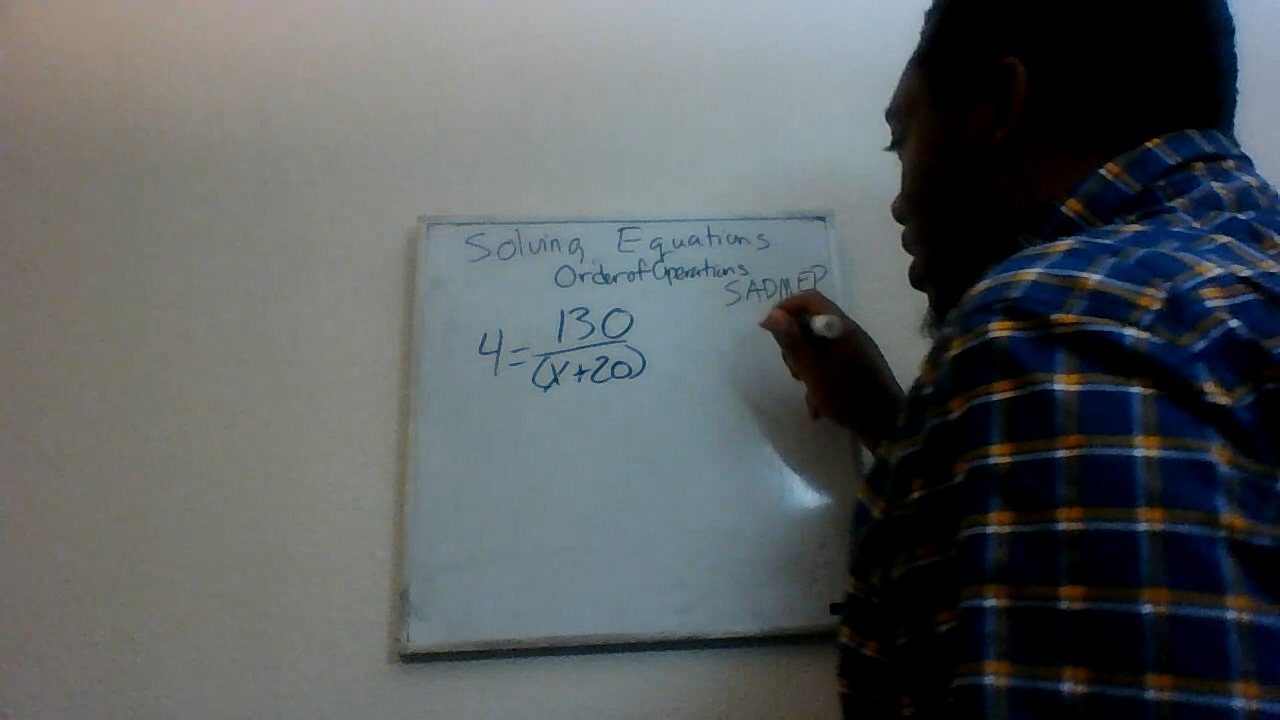 Solving Equations
Order of Operations
SADMEP
4 = 130
(x+20)